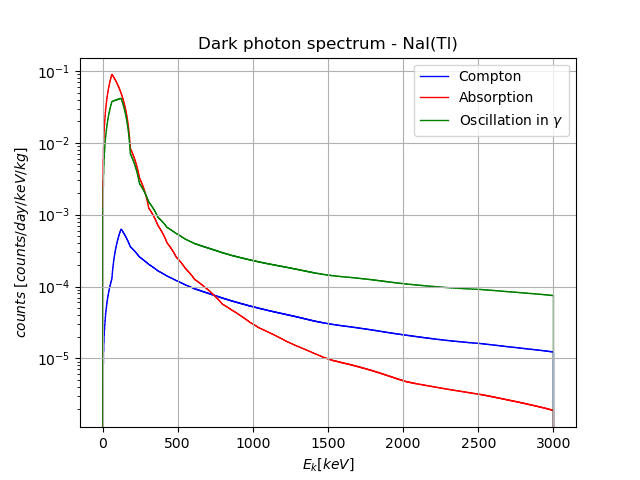 Dark photon spectrum - NaI(Tl)
counts [counts/day/keV/kg]
10⁻¹
10⁻²
10⁻³
10⁻⁴
10⁻⁵
Compton
Absorption
Oscillation in γ
0 500 1000 1500 2000 2500 3000
E_k[keV]